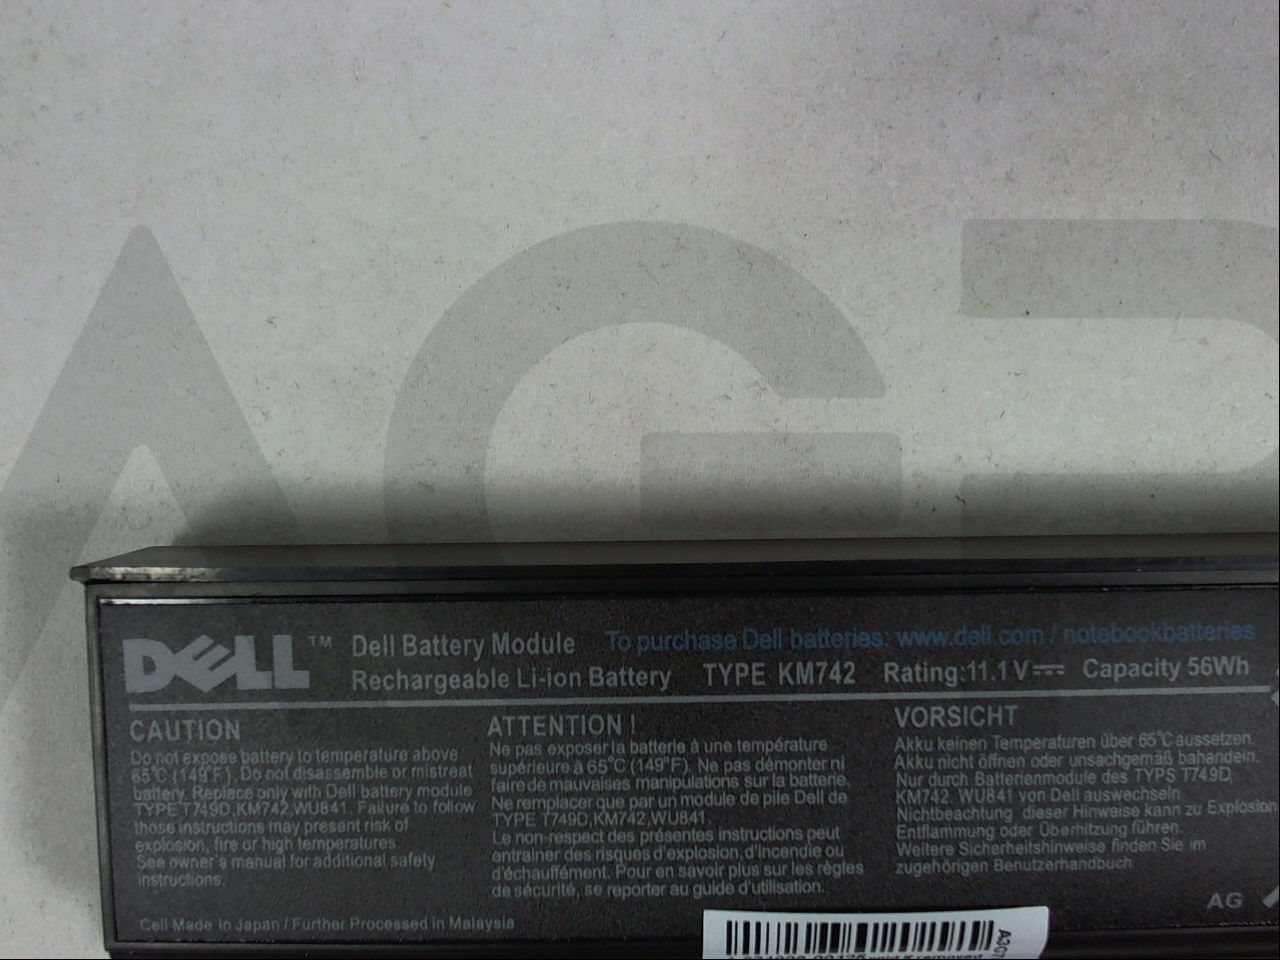 AGP
DELL™
Dell Battery Module To purchase Dell batteries: www.dell.com / notebookbatteries
Rechargeable Li-ion Battery TYPE KM742 Rating:11.1V⎓ Capacity 56Wh
CAUTION
Do not expose battery to temperature above
65°C (149°F). Do not disassemble or mistreat
battery. Replace only with Dell battery module
TYPE T749D,KM742,WU841. Failure to follow
those instructions may present risk of
explosion, fire or high temperatures
See owner's manual for additional safety
instructions.
ATTENTION !
Ne pas exposer la batterie à une température
supérieure à 65°C (149°F). Ne pas démonter ni
faire de mauvaises manipulations sur la batterie.
Ne remplacer que par un module de pile Dell de
TYPE T749D,KM742,WU841.
Le non-respect des présentes instructions peut
entrainer des risques d'explosion,d'incendie ou
d'échauffement. Pour en savoir plus sur les règles
de sécurité, se reporter au guide d'utilisation.
VORSICHT
Akku keinen Temperaturen über 65°C aussetzen.
Akku nicht öffnen oder unsachgemäß bahandeln.
Nur durch Batterienmodule des TYPS T749D,
KM742, WU841 von Dell auswechseln.
Nichtbeachtung dieser Hinweise kann zu Explosion
Entflammung oder Überhitzung führen.
Weitere Sicherheitshinweise finden Sie im
zugehörigen Benutzerhandbuch
AG
Cell Made in Japan / Further Processed in Malaysia